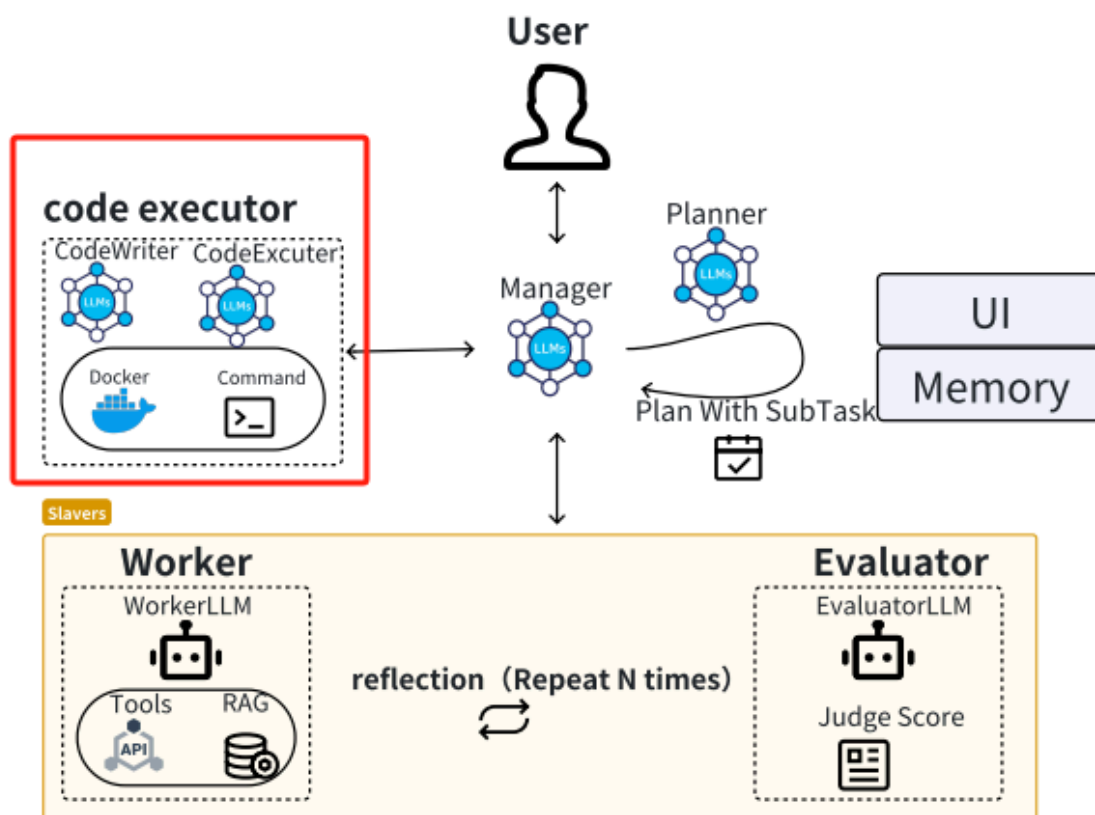 User
code executor
CodeWriter
CodeExcuter
LLMs
LLMs
Docker
Command
Planner
LLMs
Manager
LLMs
Plan With SubTask
UI
Memory
Slavers
Worker
WorkerLLM
Tools
RAG
API
reflection（Repeat N times）
Evaluator
EvaluatorLLM
Judge Score